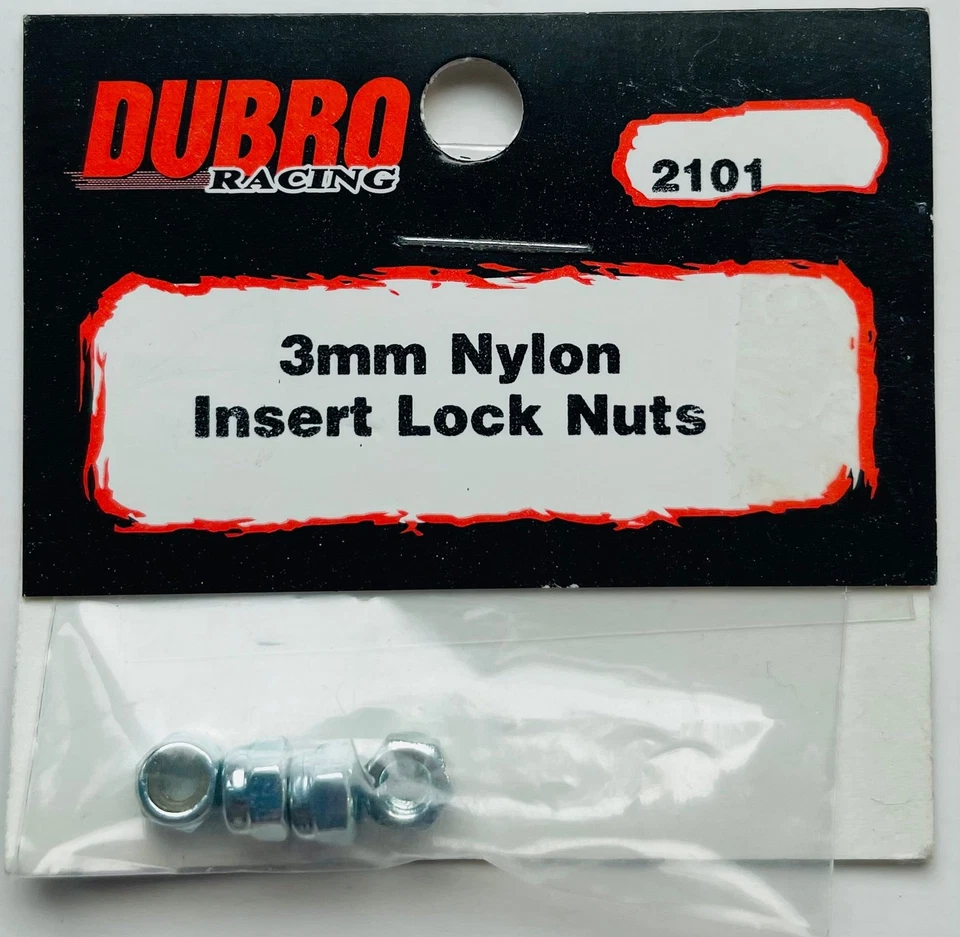 DUBRO
RACING
2101
3mm Nylon
Insert Lock Nuts